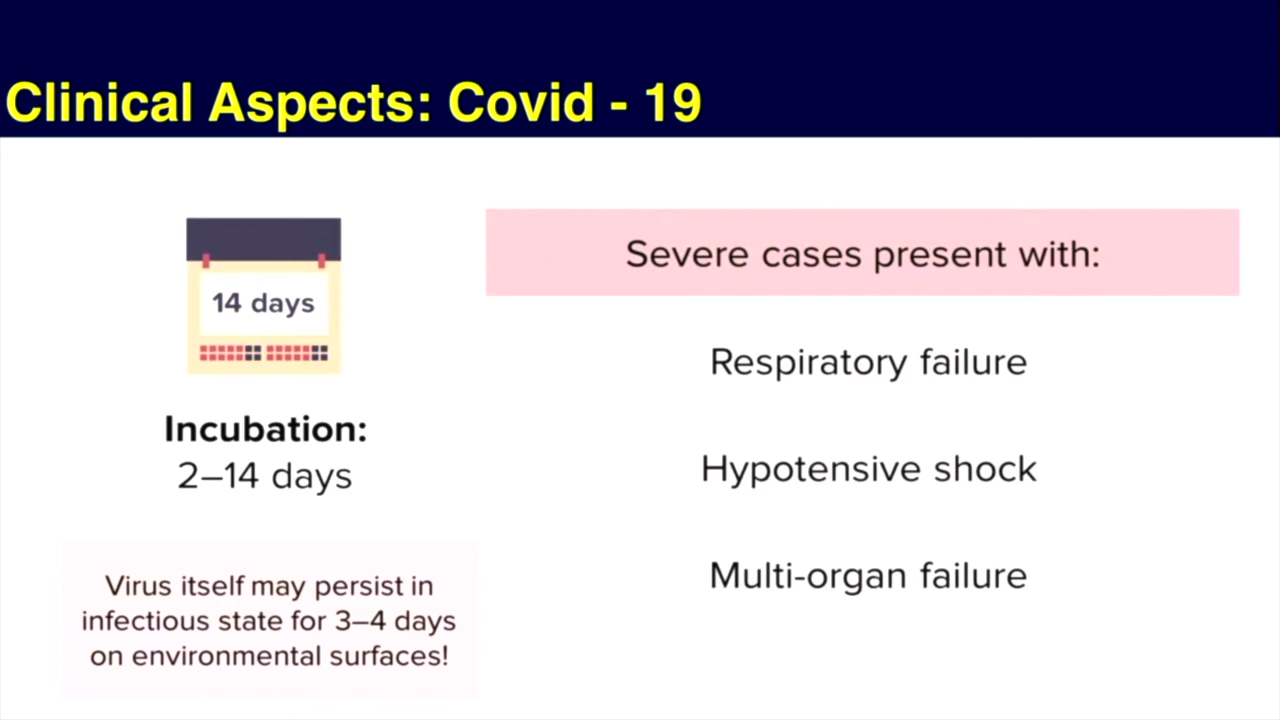 Clinical Aspects: Covid - 19
14 days
Incubation:
2–14 days
Virus itself may persist in
infectious state for 3–4 days
on environmental surfaces!
Severe cases present with:
Respiratory failure
Hypotensive shock
Multi-organ failure